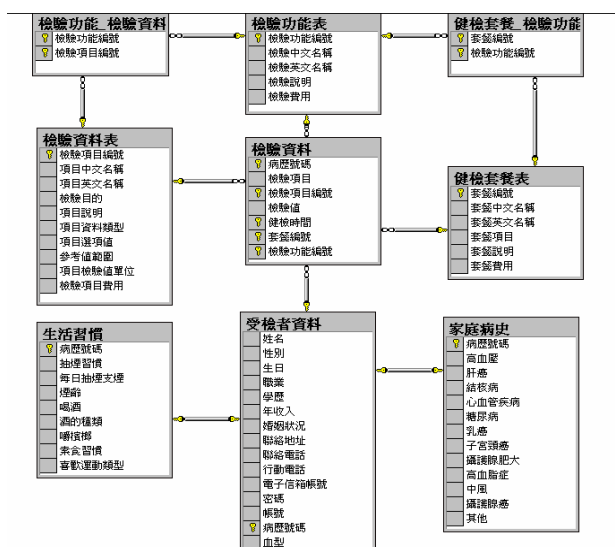 檢驗功能_檢驗資料
檢驗功能編號
檢驗項目編號
檢驗功能表
檢驗功能編號
檢驗中文名稱
檢驗英文名稱
檢驗說明
檢驗費用
健檢套餐_檢驗功能
套餐編號
檢驗功能編號
檢驗資料表
檢驗項目編號
項目中文名稱
項目英文名稱
檢驗目的
項目說明
項目資料類型
項目選項值
參考值範圍
項目檢驗值單位
檢驗項目費用
檢驗資料
病歷號碼
檢驗項目
檢驗項目編號
檢驗值
健檢時間
套餐編號
檢驗功能編號
健檢套餐表
套餐編號
套餐中文名稱
套餐英文名稱
套餐項目
套餐說明
套餐費用
生活習慣
病歷號碼
抽煙習慣
每日抽煙支煙
煙齡
喝酒
酒的種類
嚼檳榔
素食習慣
喜歡運動類型
受檢者資料
姓名
性別
生日
職業
學歷
年收入
婚姻狀況
聯絡地址
聯絡電話
行動電話
電子信箱帳號
密碼
帳號
病歷號碼
血型
家庭病史
病歷號碼
高血壓
肝癌
結核病
心血管疾病
糖尿病
乳癌
子宮頸癌
攝護腺肥大
高血脂症
中風
攝護腺癌
其他